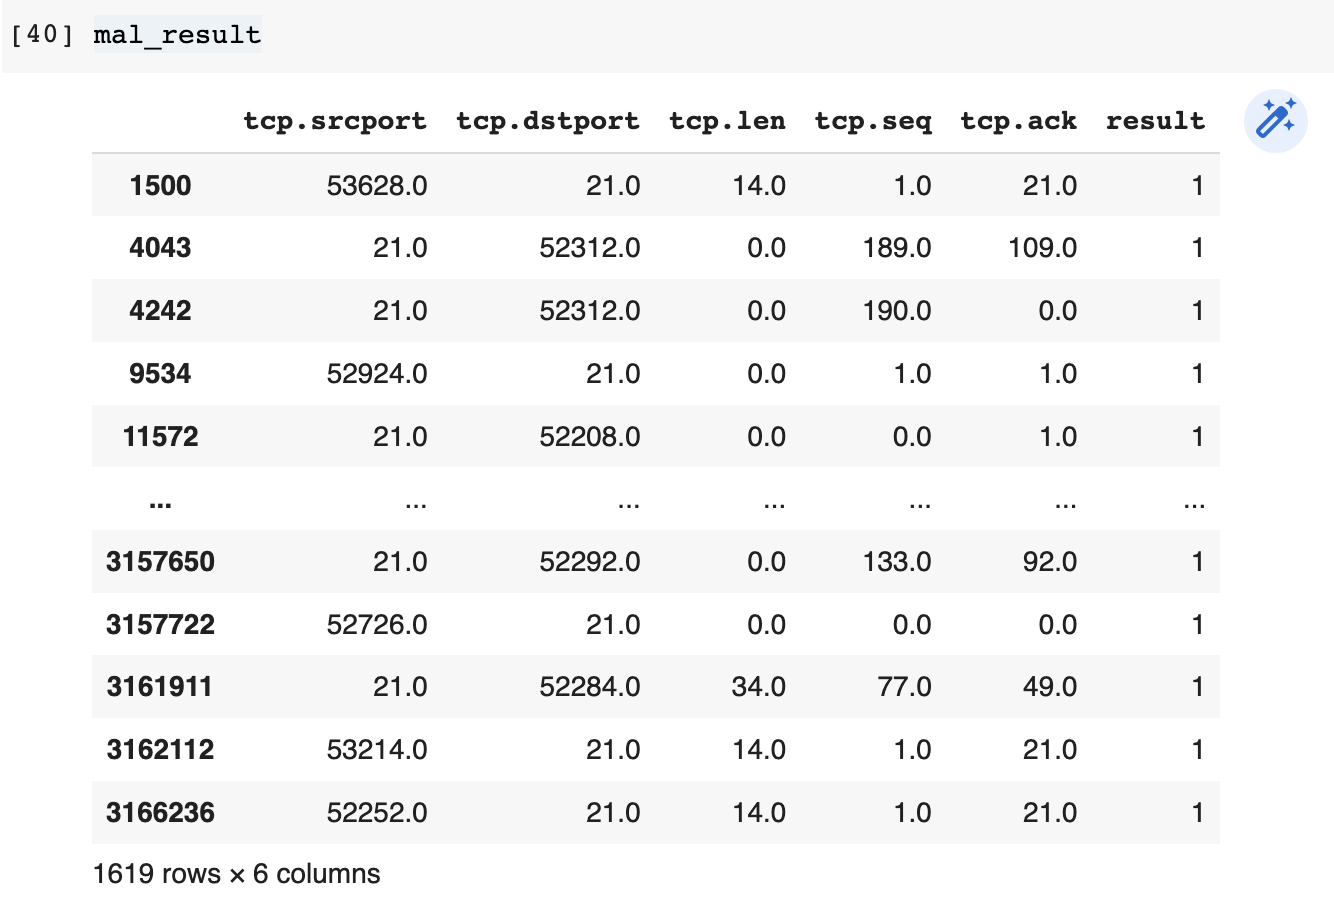 [40] mal_result
tcp.srcport tcp.dstport tcp.len tcp.seq tcp.ack result
1500 53628.0 21.0 14.0 1.0 21.0 1
4043 21.0 52312.0 0.0 189.0 109.0 1
4242 21.0 52312.0 0.0 190.0 0.0 1
9534 52924.0 21.0 0.0 1.0 1.0 1
11572 21.0 52208.0 0.0 0.0 1.0 1
... ... ... ... ... ... ...
3157650 21.0 52292.0 0.0 133.0 92.0 1
3157722 52726.0 21.0 0.0 0.0 0.0 1
3161911 21.0 52284.0 34.0 77.0 49.0 1
3162112 53214.0 21.0 14.0 1.0 21.0 1
3166236 52252.0 21.0 14.0 1.0 21.0 1
1619 rows × 6 columns